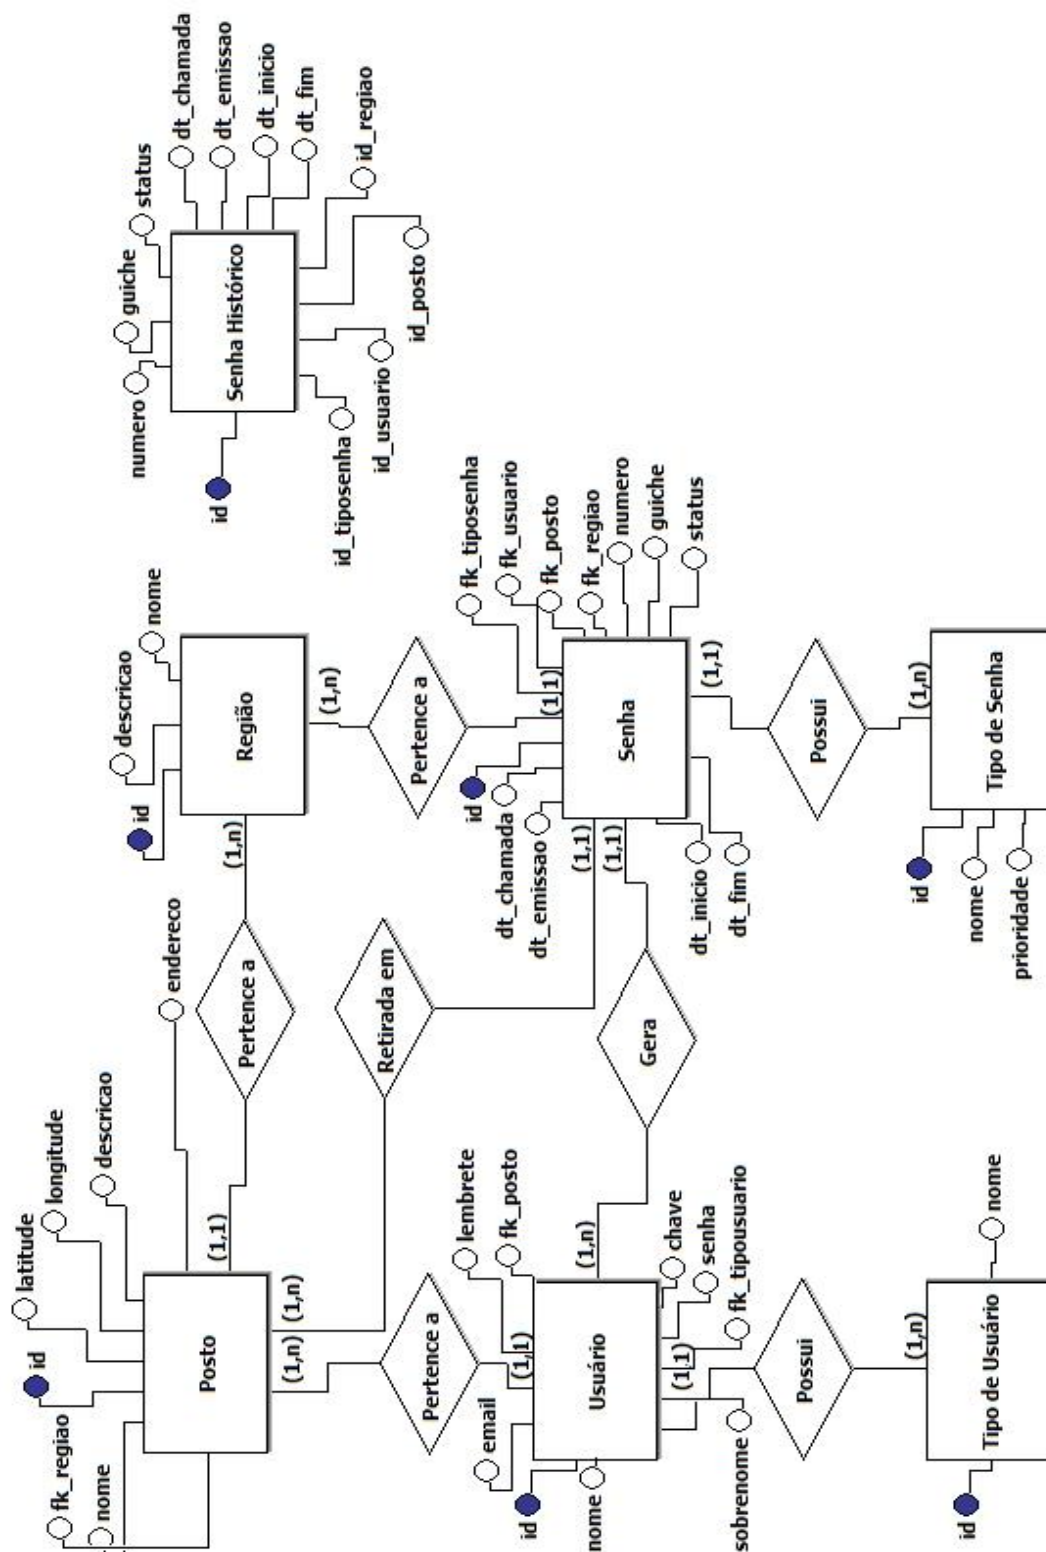 fk_regiao
nome
id
latitude
longitude
descricao
endereco
Posto
(1,1)
(1,n)
(1,n)
Pertence a
(1,n)
id
descricao
nome
Região
(1,n)
Pertence a
(1,1)
Retirada em
(1,1)
Pertence a
(1,1)
email
id
nome
lembrete
fk_posto
Usuário
(1,n)
chave
senha
fk_tipousuario
sobrenome
(1,1)
Possui
(1,n)
Tipo de Usuário
id
nome
Gera
(1,1)
id
dt_chamada
dt_emissao
dt_inicio
dt_fim
Senha
fk_tiposenha
fk_usuario
fk_posto
fk_regiao
numero
guiche
status
(1,1)
Possui
(1,n)
Tipo de Senha
id
nome
prioridade
id
numero
guiche
status
dt_chamada
dt_emissao
dt_inicio
dt_fim
id_regiao
id_posto
id_usuario
id_tiposenha
Senha Histórico